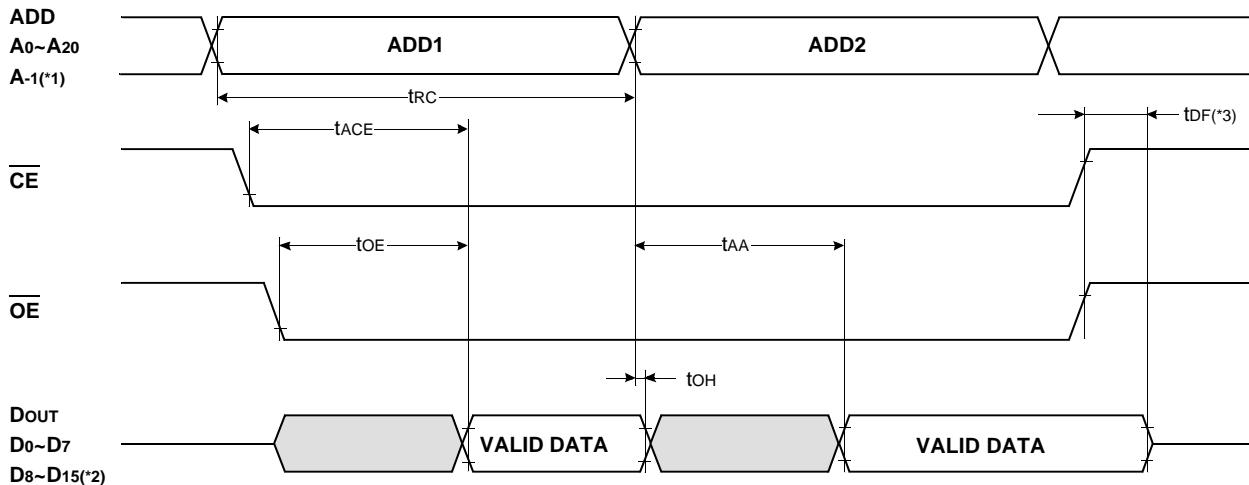 ADD
A0~A20
A-1(*1)
ADD1
ADD2
tRC
tACE
tDF(*3)
CE
tOE
tAA
OE
tOH
DOUT
D0~D7
D8~D15(*2)
VALID DATA
VALID DATA